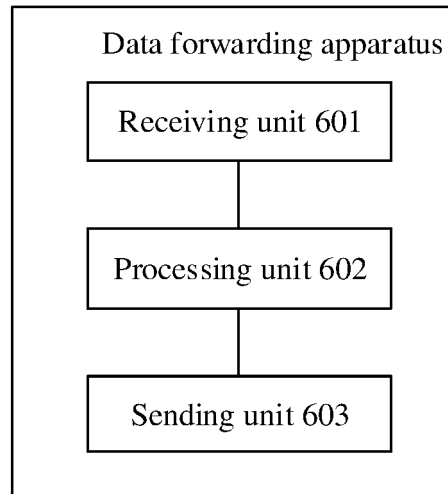 Data forwarding apparatus
Receiving unit 601
Processing unit 602
Sending unit 603